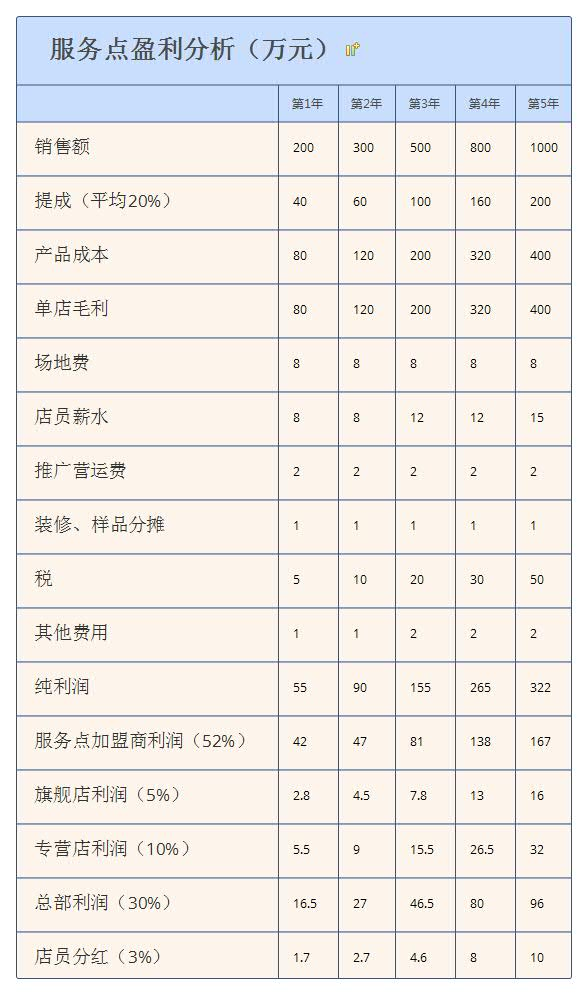 服务点盈利分析（万元）
第1年 第2年 第3年 第4年 第5年
销售额 200 300 500 800 1000
提成（平均20%） 40 60 100 160 200
产品成本 80 120 200 320 400
单店毛利 80 120 200 320 400
场地费 8 8 8 8 8
店员薪水 8 8 12 12 15
推广营运费 2 2 2 2 2
装修、样品分摊 1 1 1 1 1
税 5 10 20 30 50
其他费用 1 1 2 2 2
纯利润 55 90 155 265 322
服务点加盟商利润（52%） 42 47 81 138 167
旗舰店利润（5%） 2.8 4.5 7.8 13 16
专营店利润（10%） 5.5 9 15.5 26.5 32
总部利润（30%） 16.5 27 46.5 80 96
店员分红（3%） 1.7 2.7 4.6 8 10